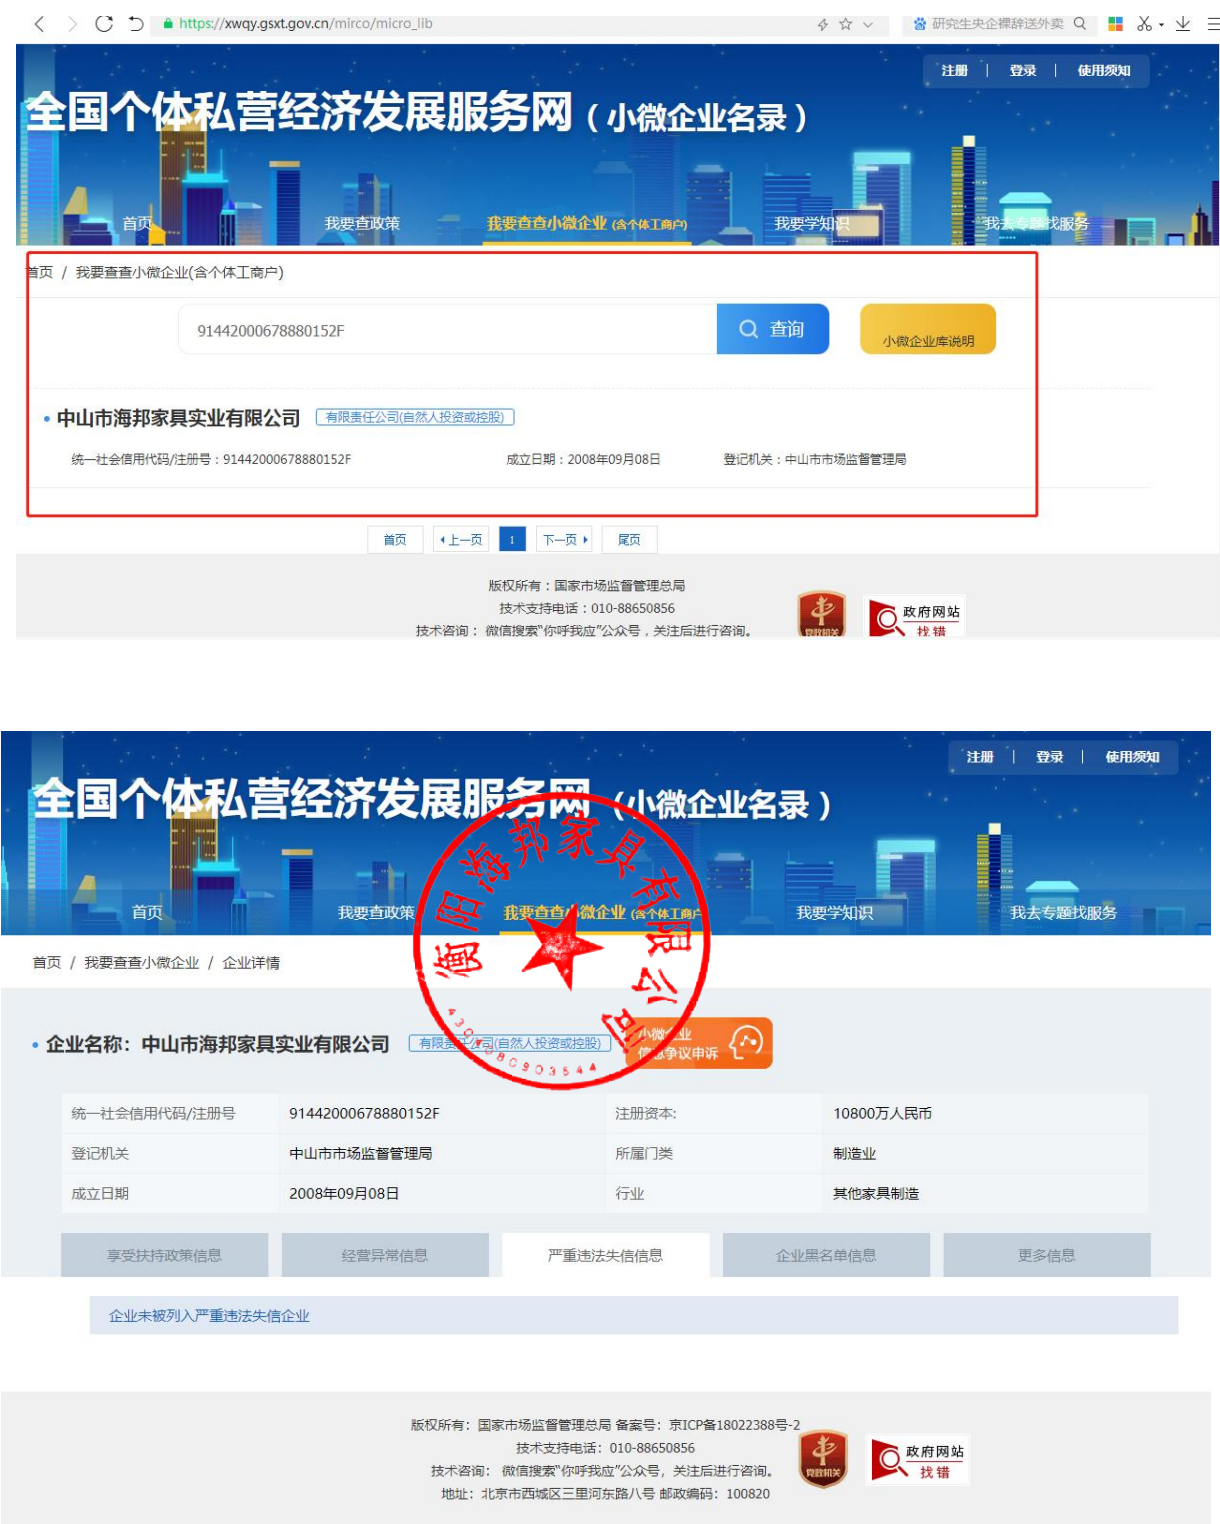 https://xwqy.gsxt.gov.cn/mirco/micro_lib
研究生央企裸辞送外卖
注册 | 登录 | 使用须知
全国个体私营经济发展服务网（小微企业名录）
首页 我要查政策 我要查查小微企业(含个体工商户) 我要学知识 我去专题找服务
首页 / 我要查查小微企业(含个体工商户)
91442000678880152F 查询 小微企业库说明
中山市海邦家具实业有限公司 有限责任公司(自然人投资或控股)
统一社会信用代码/注册号：91442000678880152F 成立日期：2008年09月08日 登记机关：中山市市场监督管理局
首页 上一页 1 下一页 尾页
版权所有：国家市场监督管理总局
技术支持电话：010-88650856
技术咨询： 微信搜索“你呼我应”公众号，关注后进行咨询。
党政机关
政府网站
找错
注册 | 登录 | 使用须知
全国个体私营经济发展服务网（小微企业名录）
首页 我要查政策 我要查查小微企业(含个体工商户) 我要学知识 我去专题找服务
衡阳海邦家具有限公司
首页 / 我要查查小微企业 / 企业详情
企业名称：中山市海邦家具实业有限公司 有限责任公司(自然人投资或控股)
小微企业
信息争议申诉
统一社会信用代码/注册号 91442000678880152F 注册资本: 10800万人民币
登记机关 中山市市场监督管理局 所属门类 制造业
成立日期 2008年09月08日 行业 其他家具制造
享受扶持政策信息 经营异常信息 严重违法失信信息 企业黑名单信息 更多信息
企业未被列入严重违法失信企业
版权所有：国家市场监督管理总局 备案号：京ICP备18022388号-2
技术支持电话：010-88650856
技术咨询： 微信搜索“你呼我应”公众号，关注后进行咨询。
地址：北京市西城区三里河东路八号 邮政编码：100820
党政机关
政府网站
找错